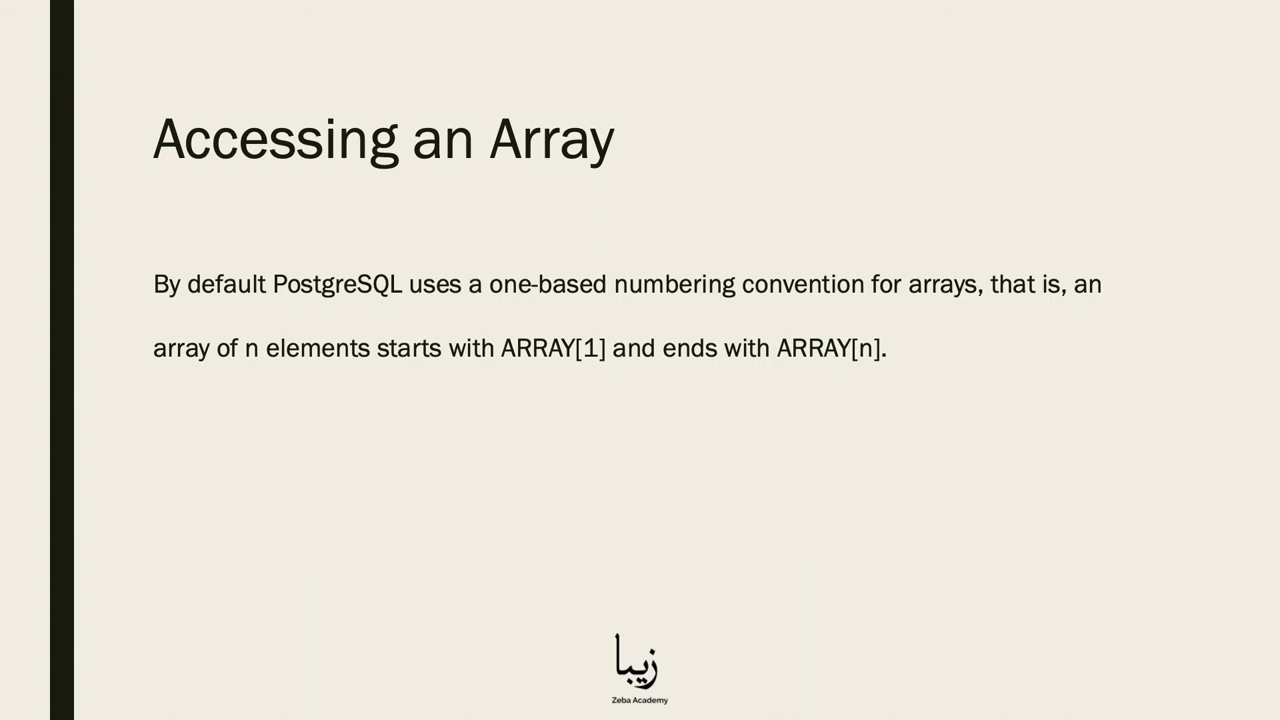 Accessing an Array
By default PostgreSQL uses a one-based numbering convention for arrays, that is, an
array of n elements starts with ARRAY[1] and ends with ARRAY[n].
زيبا
Zeba Academy